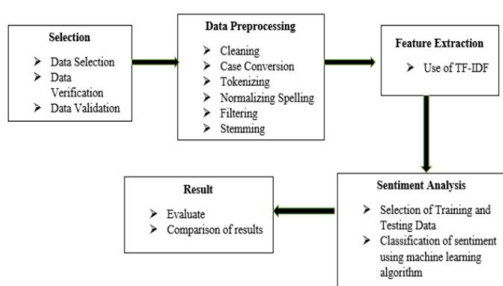 Selection
➤ Data Selection
➤ Data
Verification
➤ Data Validation
Data Preprocessing
➤ Cleaning
➤ Case Conversion
➤ Tokenizing
➤ Normalizing Spelling
➤ Filtering
➤ Stemming
Feature Extraction
➤ Use of TF-IDF
Sentiment Analysis
➤ Selection of Training and
Testing Data
➤ Classification of sentiment
using machine learning
algorithm
Result
➤ Evaluate
➤ Comparison of results